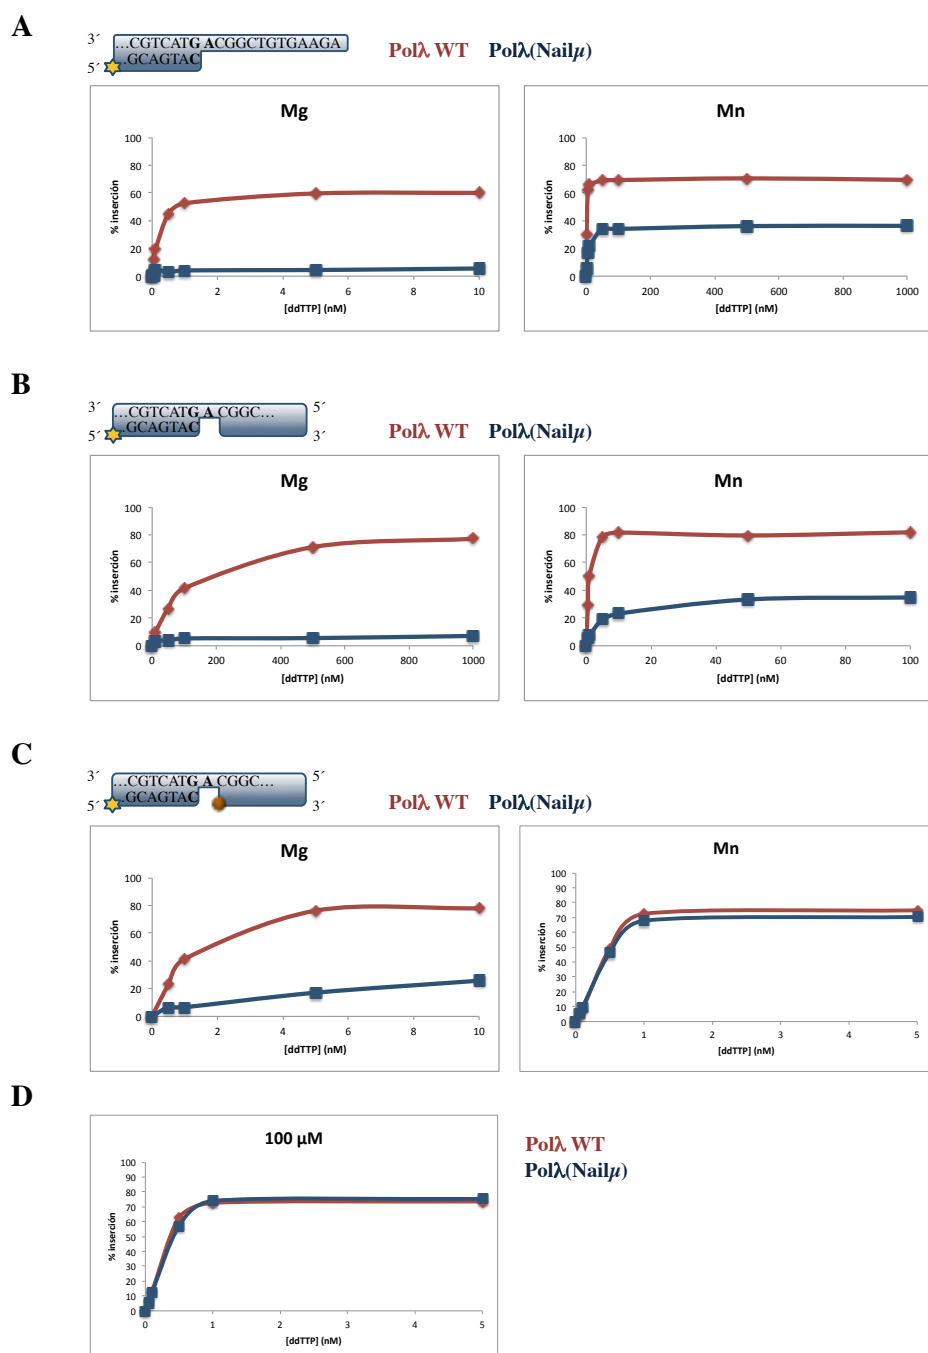 A
3´ …CGTCATG ACGGCTGTGAAGA
5´ …GCAGTAC
Polλ WT Polλ(Nailµ)
Mg
% inserción
100
80
60
40
20
0
0 2 4 6 8 10
[ddTTP] (nM)
Mn
% inserción
100
80
60
40
20
0
0 200 400 600 800 1000
[ddTTP] (nM)
B
3´ …CGTCATG A CGGC… 5´
5´ …GCAGTAC 3´
Polλ WT Polλ(Nailµ)
Mg
% inserción
100
80
60
40
20
0
0 200 400 600 800 1000
[ddTTP] (nM)
Mn
% inserción
100
80
60
40
20
0
0 20 40 60 80 100
[ddTTP] (nM)
C
3´ …CGTCATG A CGGC… 5´
5´ …GCAGTAC 3´
Polλ WT Polλ(Nailµ)
Mg
% inserción
100
80
60
40
20
0
0 2 4 6 8 10
[ddTTP] (nM)
Mn
% inserción
100
90
80
70
60
50
40
30
20
10
0
0 1 2 3 4 5
[ddTTP] (nM)
D
100 µM
% inserción
100
90
80
70
60
50
40
30
20
10
0
0 1 2 3 4 5
[ddTTP] (nM)
Polλ WT
Polλ(Nailµ)